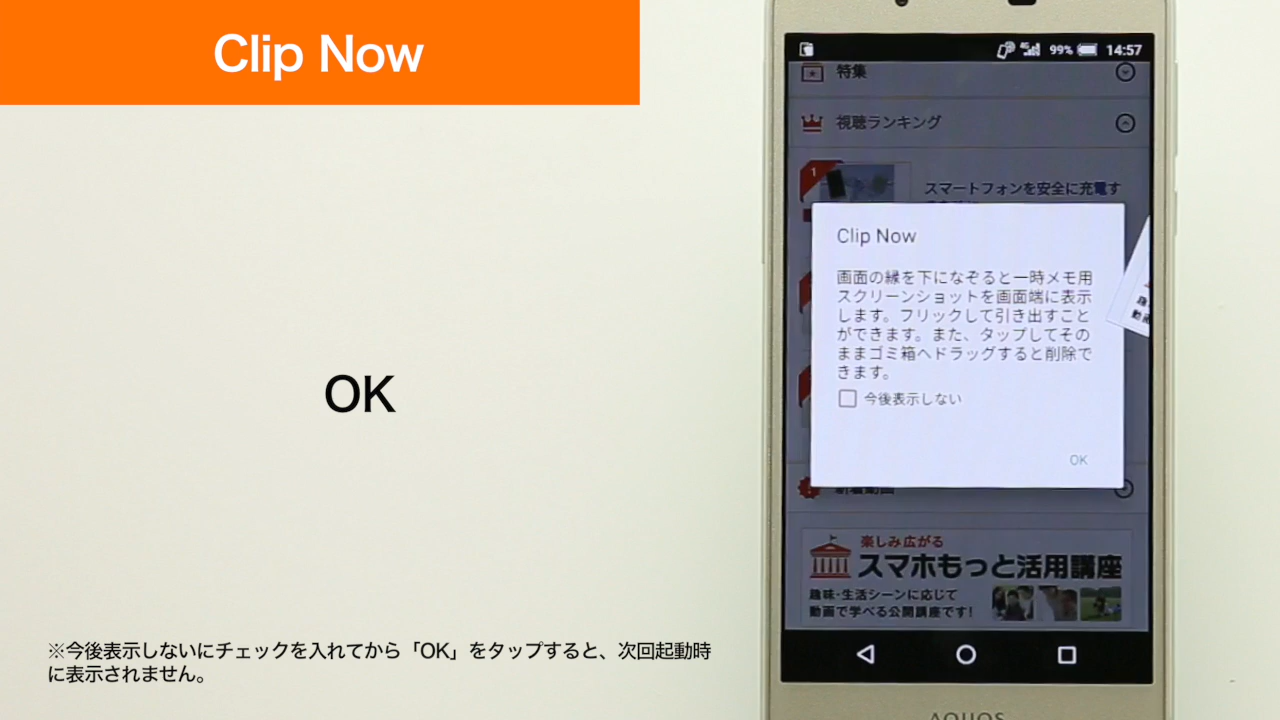 Clip Now
OK
※今後表示しないにチェックを入れてから「OK」をタップすると、次回起動時
に表示されません。
99% 14:57
特集
視聴ランキング
1
スマートフォンを安全に充電す
Clip Now
画面の縁を下になぞると一時メモ用
スクリーンショットを画面端に表示
します。フリックして引き出すこと
ができます。また、タップしてその
ままゴミ箱へドラッグすると削除で
きます。
今後表示しない
OK
楽しみ広がる
スマホもっと活用講座
趣味・生活シーンに応じて
動画で学べる公開講座です!
AQUOS